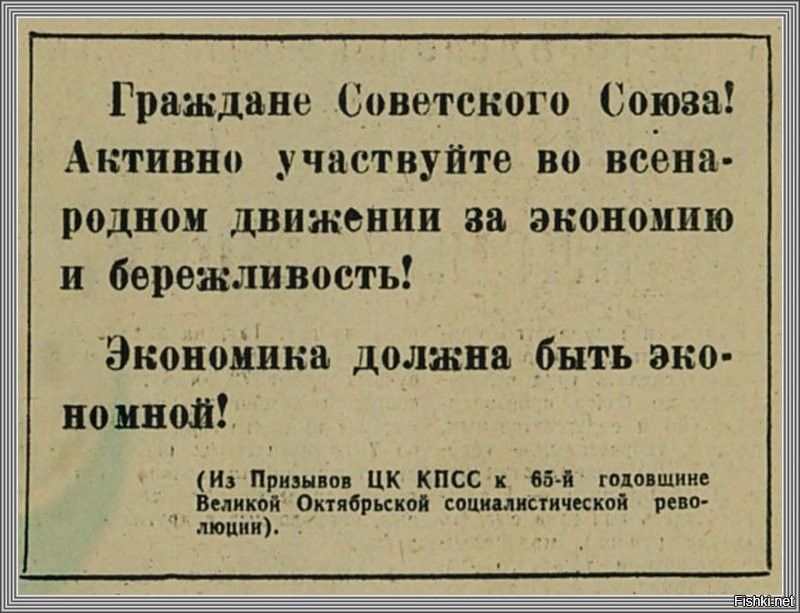 Граждане Советского Союза!
Активно участвуйте во всена-
родном движении за экономию
и бережливость!
Экономика должна быть эко-
номной!
(Из Призывов ЦК КПСС к 65-й годовщине
Великой Октябрьской социалистической рево-
люции).
Fishki.net